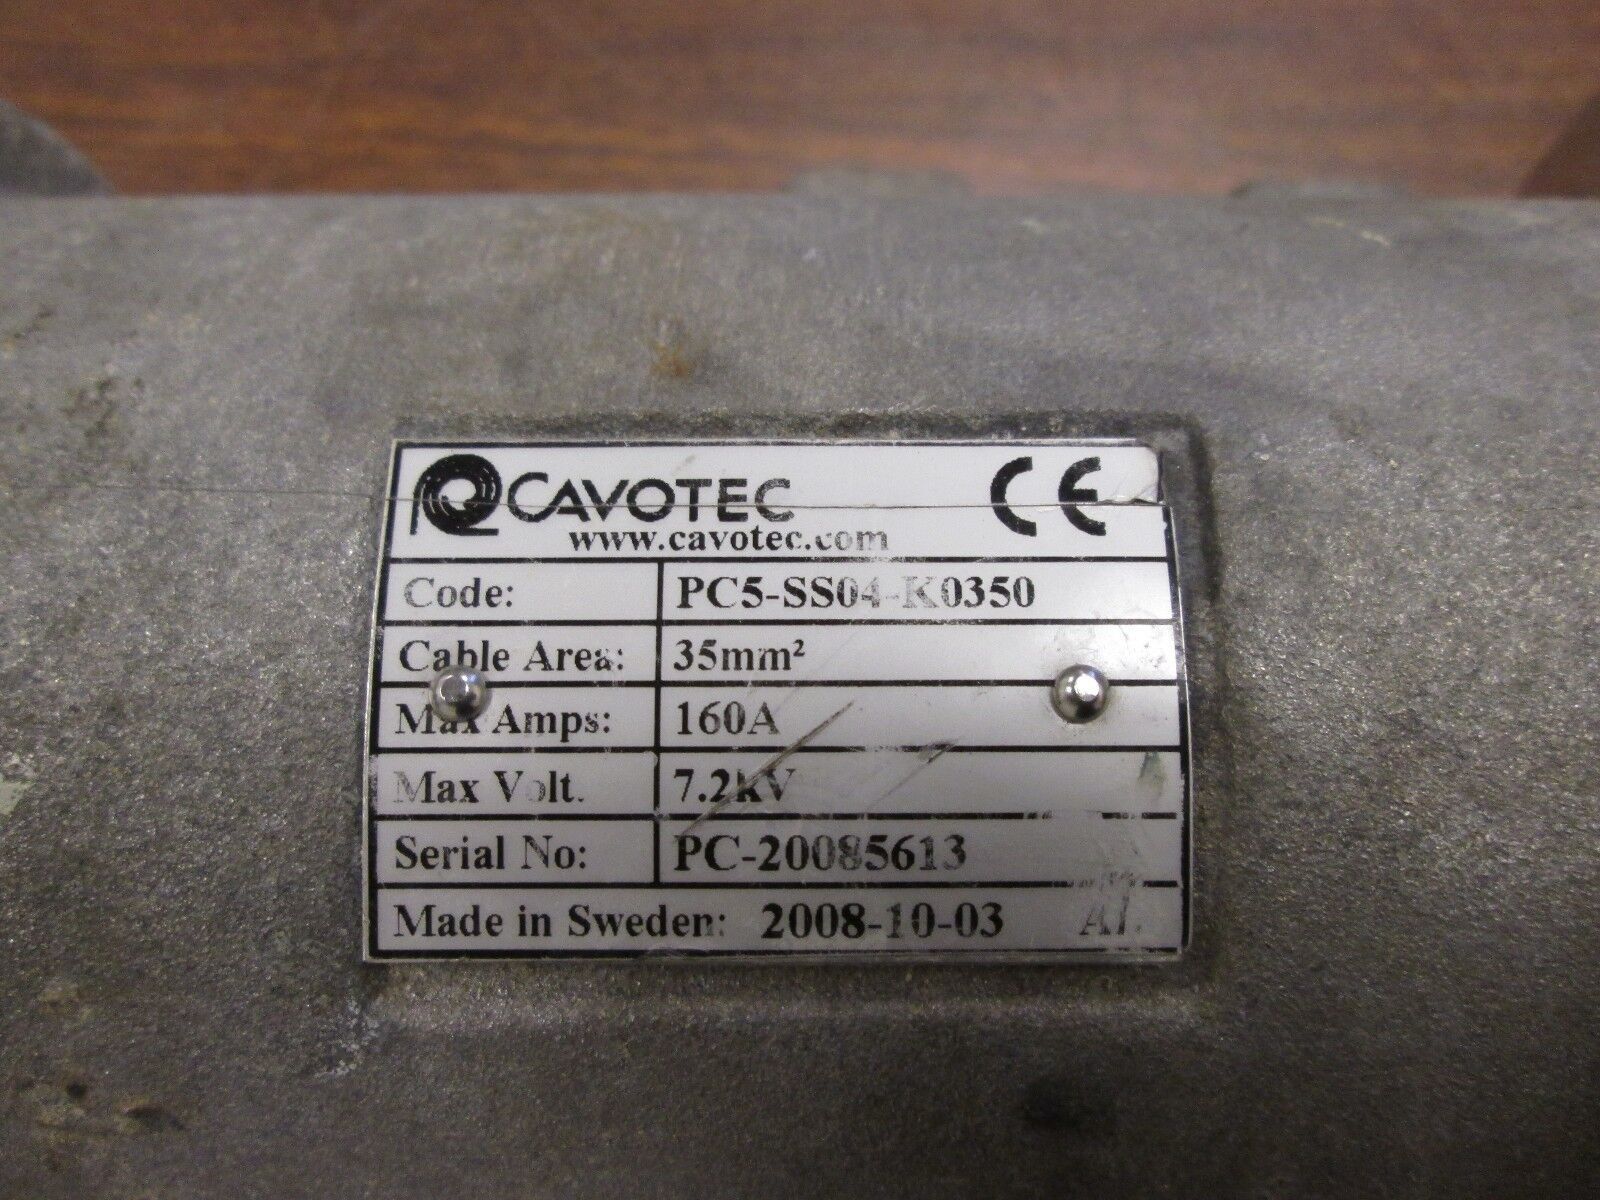 CAVOTEC CE
www.cavotec.com
Code: PC5-SS04-K0350
Cable Area: 35mm²
Max Amps: 160A
Max Volt. 7.2kV
Serial No: PC-20085613
Made in Sweden: 2008-10-03